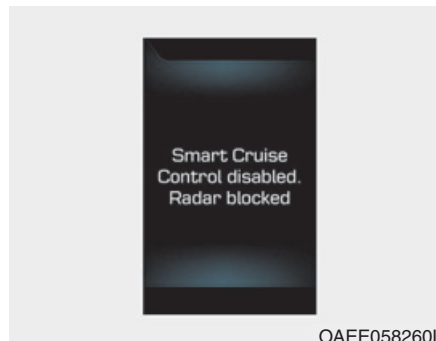 Smart Cruise
Control disabled.
Radar blocked
OAEE058260L